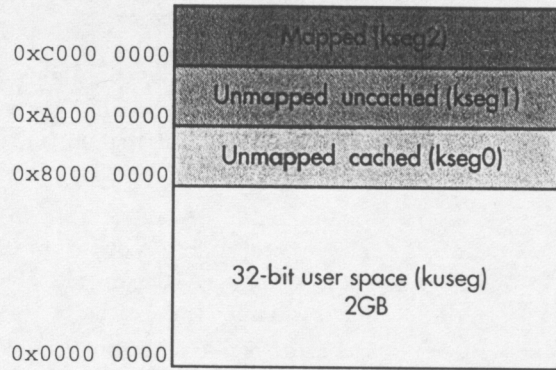 Mapped (kseg2)
0xC000 0000
Unmapped uncached (kseg1)
0xA000 0000
Unmapped cached (kseg0)
0x8000 0000
32-bit user space (kuseg)
2GB
0x0000 0000